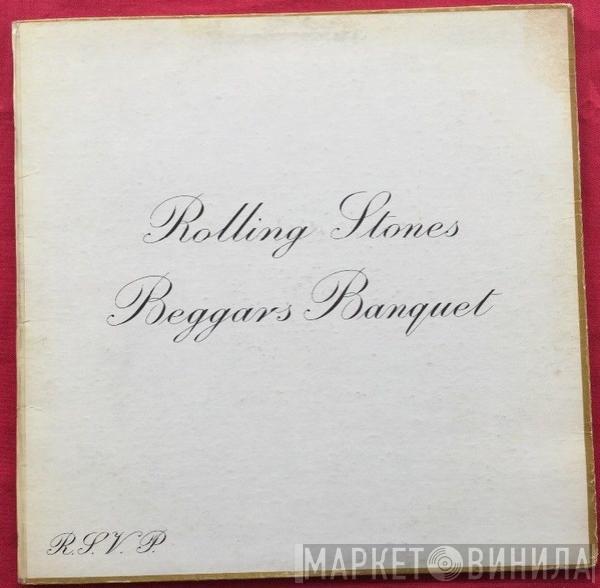 Rolling Stones
Beggars Banquet
R.S.V.P.
МАРКЕТ ВИНИЛА